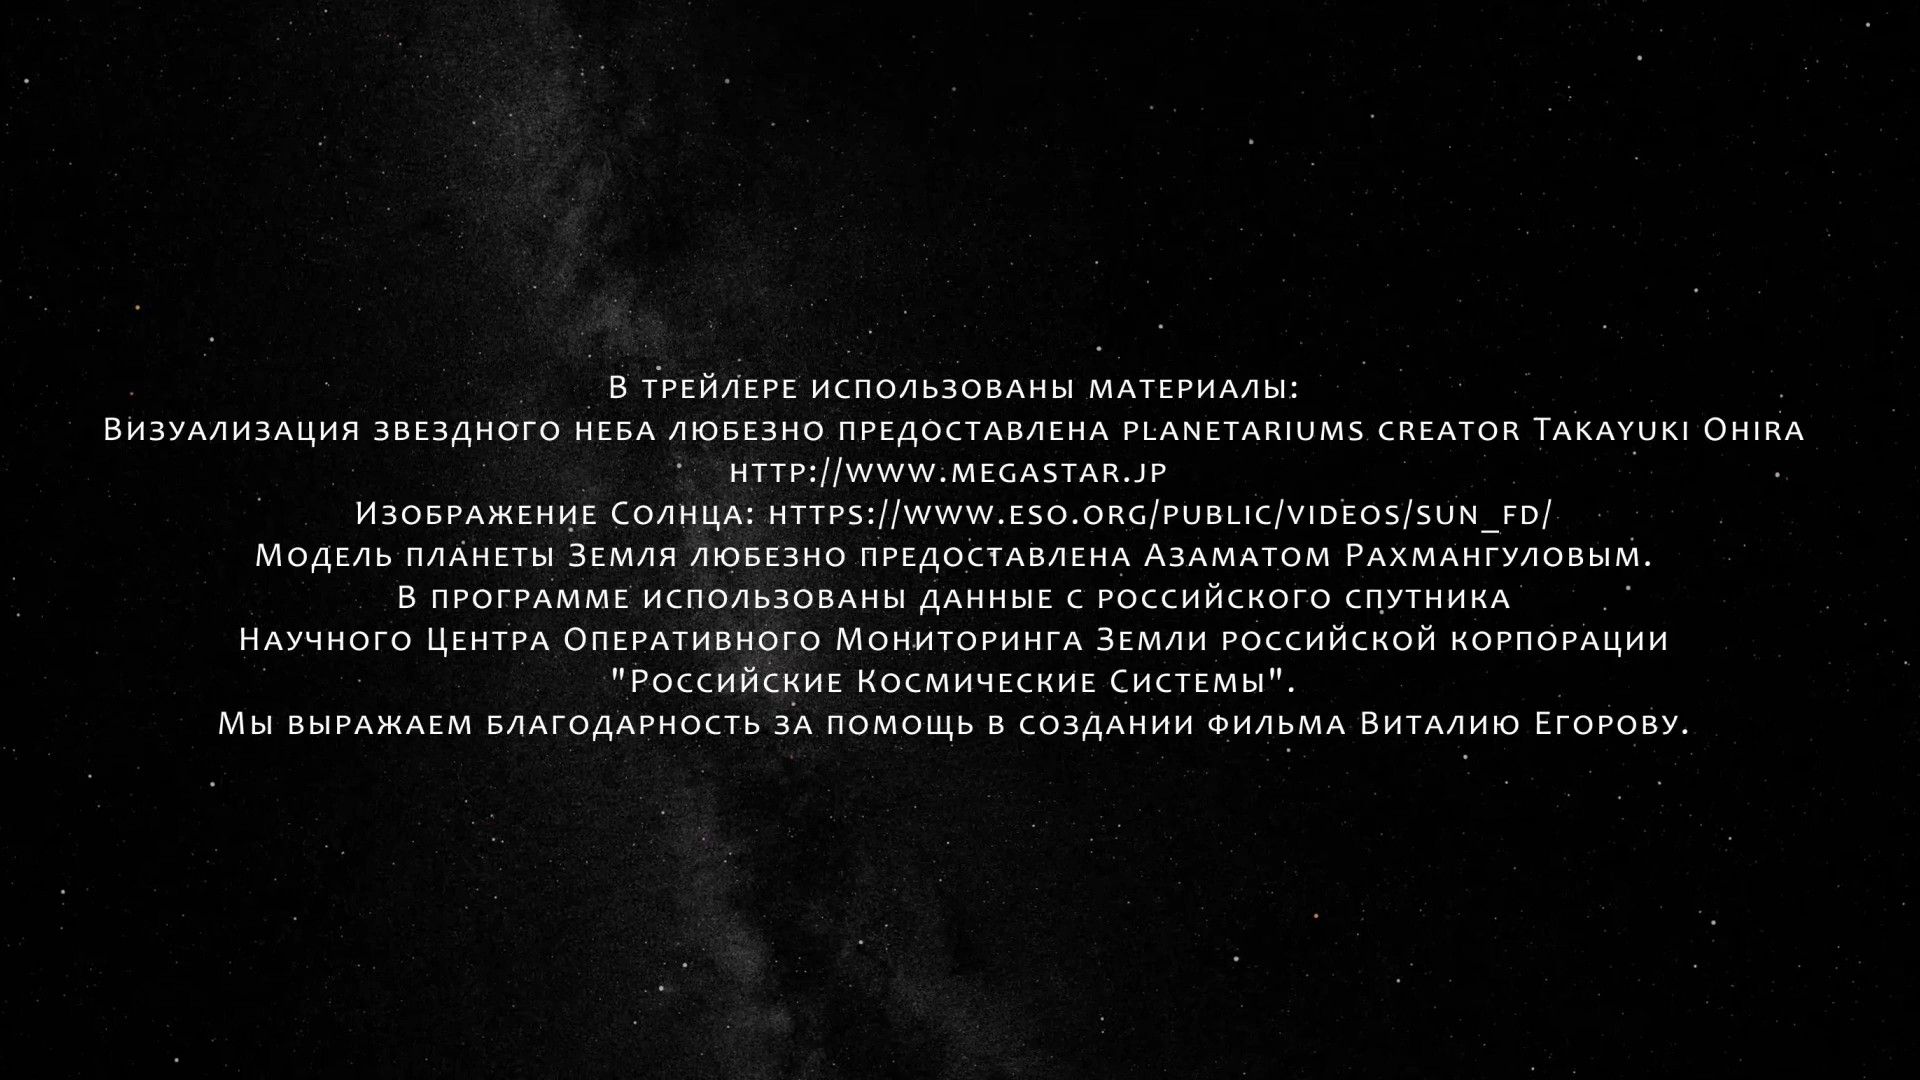 В трейлере использованы материалы:
Визуализация звездного неба любезно предоставлена planetariums creator Takayuki Ohira
http://www.megastar.jp
Изображение Солнца: https://www.eso.org/public/videos/sun_fd/
Модель планеты Земля любезно предоставлена Азаматом Рахмангуловым.
В программе использованы данные с российского спутника
Научного Центра Оперативного Мониторинга Земли российской корпорации
"Российские Космические Системы".
Мы выражаем благодарность за помощь в создании фильма Виталию Егорову.